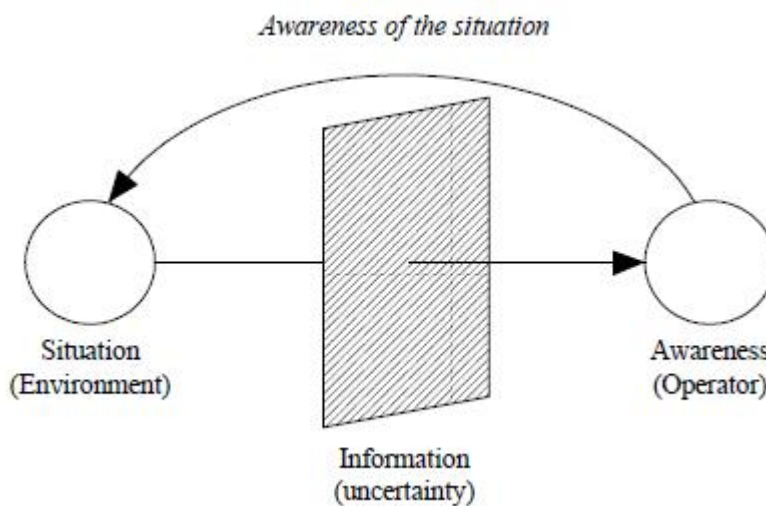 Awareness of the situation
Situation
(Environment)
Awareness
(Operator)
Information
(uncertainty)